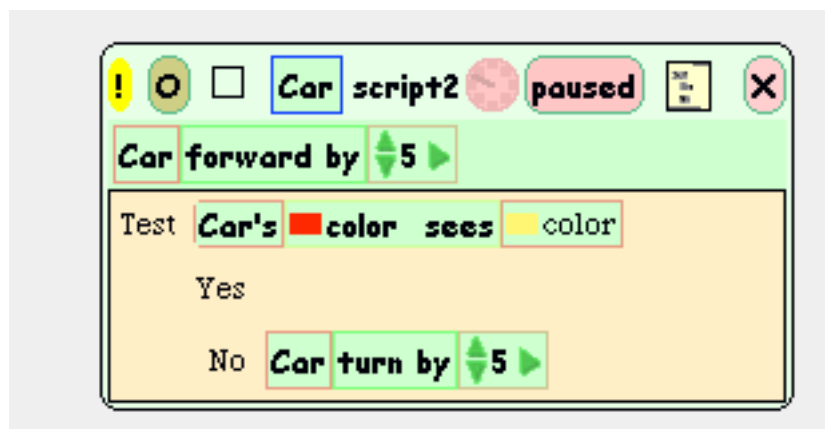 ! O Car script2 paused X
Car forward by 5
Test Car's color sees color
Yes
No Car turn by 5